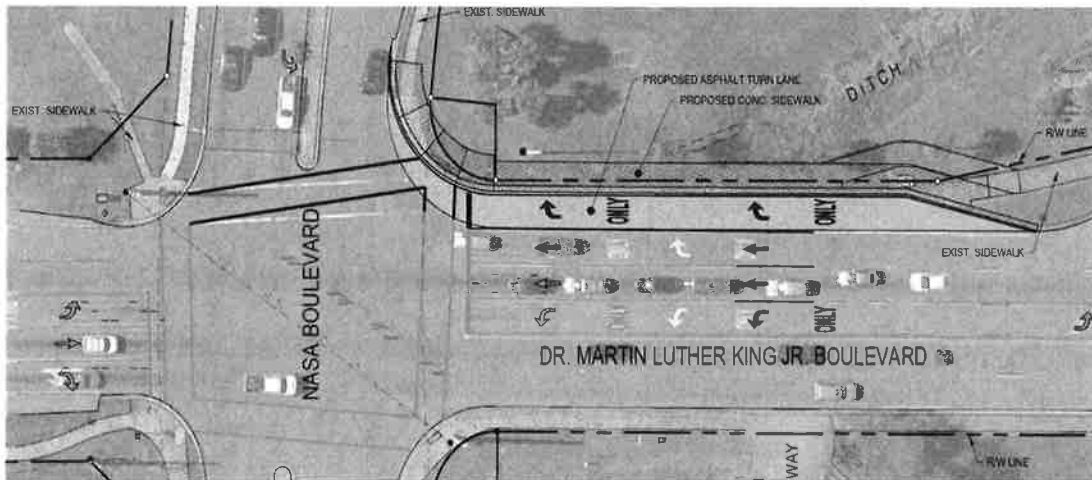 EXIST. SIDEWALK
PROPOSED ASPHALT TURN LANE
PROPOSED CONC. SIDEWALK
DITCH
EXIST. SIDEWALK
R/W LINE
ONLY
ONLY
EXIST. SIDEWALK
NASA BOULEVARD
ONLY
DR. MARTIN LUTHER KING JR. BOULEVARD
WAY
R/W LINE